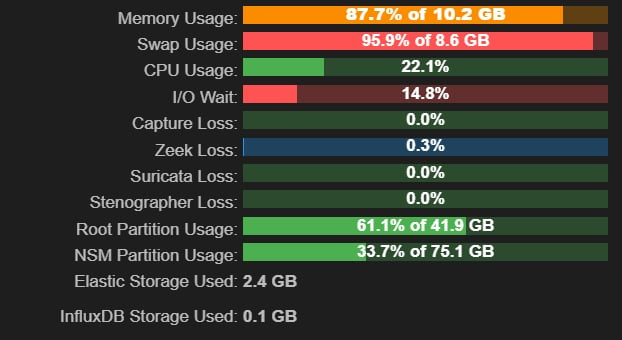 Memory Usage: 87.7% of 10.2 GB
Swap Usage: 95.9% of 8.6 GB
CPU Usage: 22.1%
I/O Wait: 14.8%
Capture Loss: 0.0%
Zeek Loss: 0.3%
Suricata Loss: 0.0%
Stenographer Loss: 0.0%
Root Partition Usage: 61.1% of 41.9 GB
NSM Partition Usage: 33.7% of 75.1 GB
Elastic Storage Used: 2.4 GB
InfluxDB Storage Used: 0.1 GB